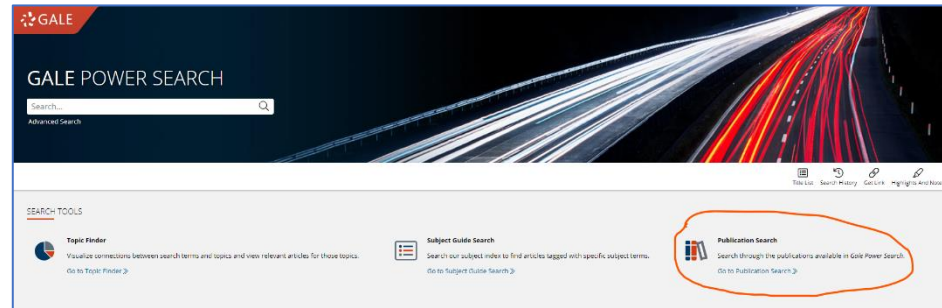 GALE
GALE POWER SEARCH
Search...
Advanced Search
Title List Search History Get Link Highlights And Note
SEARCH TOOLS
Topic Finder
Visualize connections between search terms and topics and view relevant articles for those topics.
Go to Topic Finder »
Subject Guide Search
Search our subject index to find articles tagged with specific subject terms.
Go to Subject Guide Search »
Publication Search
Search through the publications available in Gale Power Search.
Go to Publication Search »